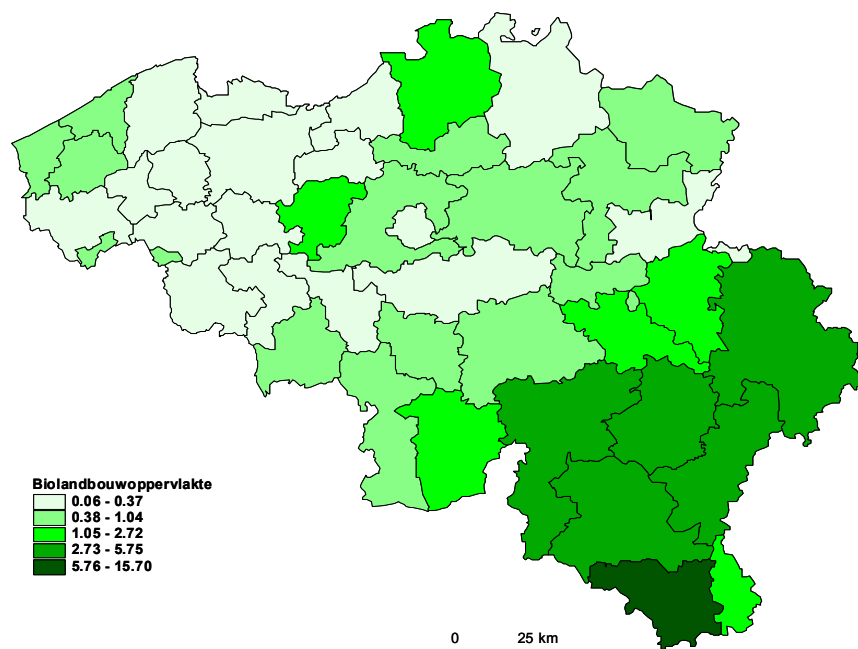 Biolandbouwoppervlakte
0.06 - 0.37
0.38 - 1.04
1.05 - 2.72
2.73 - 5.75
5.76 - 15.70
0 25 km